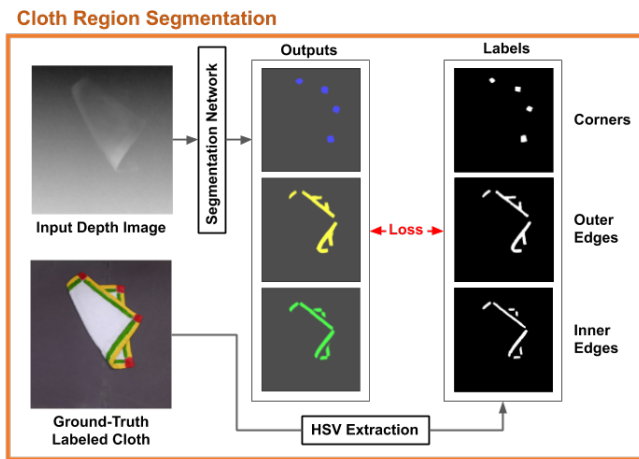 Cloth Region Segmentation
Outputs
Labels
Segmentation Network
Input Depth Image
Corners
Outer
Edges
Loss
Inner
Edges
Ground-Truth
Labeled Cloth
HSV Extraction